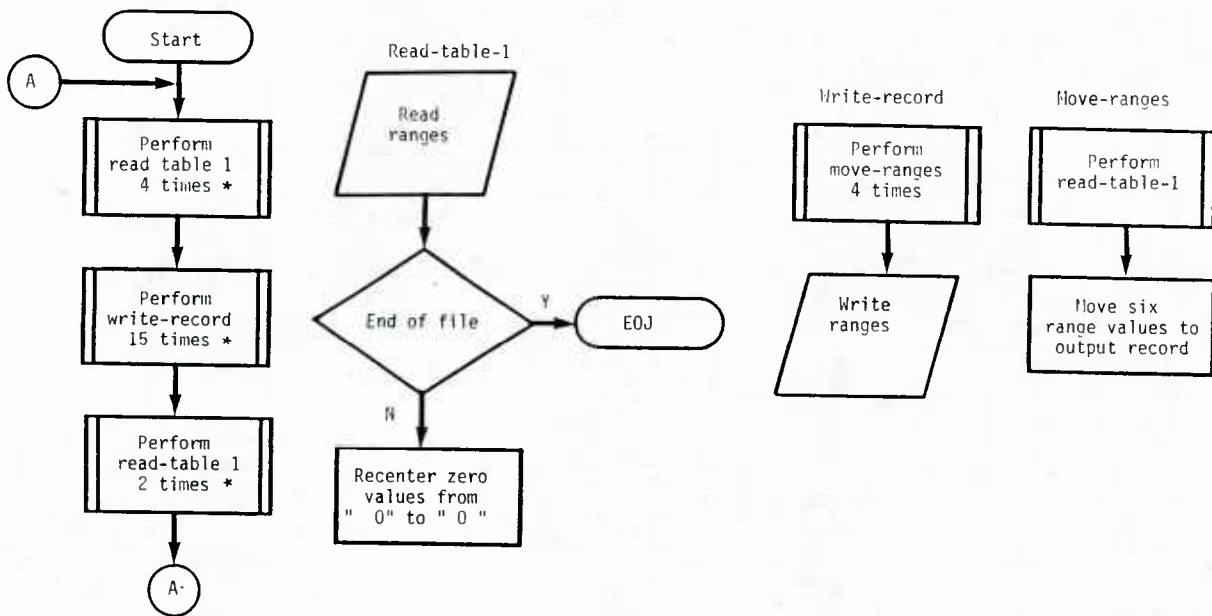 Start
A
Perform
read table 1
4 times *
Perform
write-record
15 times *
Perform
read-table 1
2 times *
A
Read-table-1
Read
ranges
End of file
Y
EOJ
N
Recenter zero
values from
"  0" to " 0 "
Write-record
Perform
move-ranges
4 times
Write
ranges
Move-ranges
Perform
read-table-1
Move six
range values to
output record